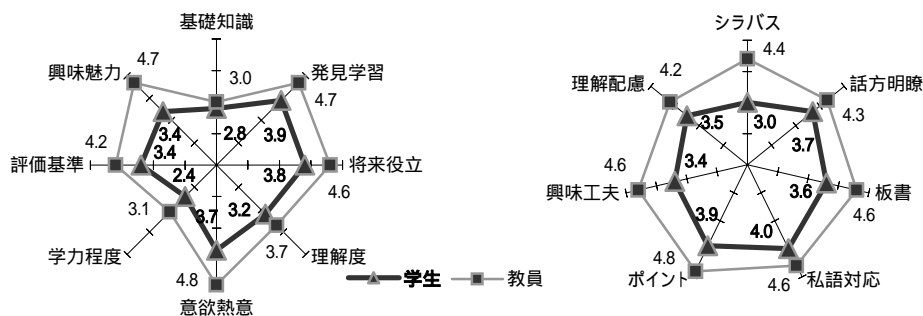 基礎知識
4.7
3.0
興味魅力
発見学習
4.7
3.4
2.8
3.9
4.2
3.4
評価基準
2.4
3.8
将来役立
4.6
3.1
3.7
3.2
学力程度
3.7
理解度
4.8
意欲熱意
学生
教員
シラバス
4.4
4.2
理解配慮
話方明瞭
3.5
3.0
4.3
3.7
4.6
3.4
興味工夫
3.6
板書
4.6
3.9
4.0
4.8
ポイント
4.6
私語対応